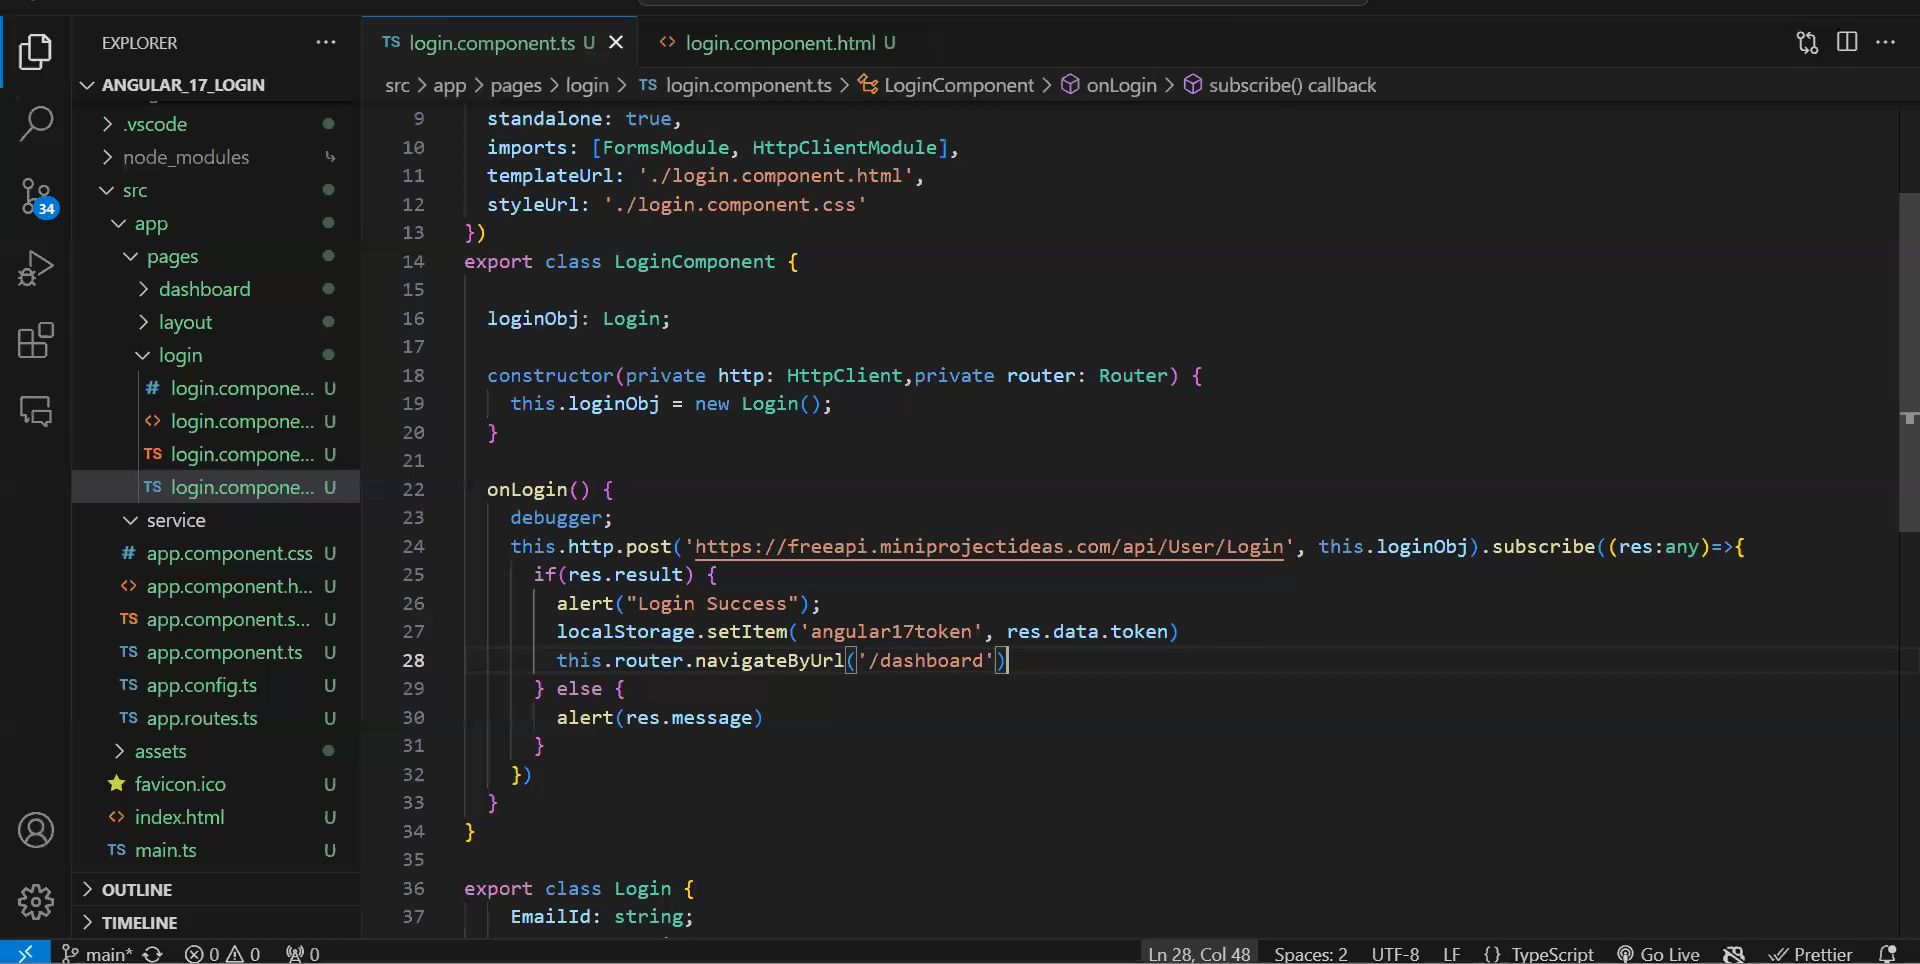 EXPLORER
ANGULAR_17_LOGIN
.vscode
node_modules
src
app
pages
dashboard
layout
login
# login.compone... U
<> login.compone... U
TS login.compone... U
TS login.compone... U
service
# app.component.css U
<> app.component.h... U
TS app.component.s... U
TS app.component.ts U
TS app.config.ts U
TS app.routes.ts U
assets
favicon.ico U
<> index.html U
TS main.ts U
OUTLINE
TIMELINE
34
TS login.component.ts U
<> login.component.html U
src > app > pages > login > TS login.component.ts > LoginComponent > onLogin > subscribe() callback
9 standalone: true,
10 imports: [FormsModule, HttpClientModule],
11 templateUrl: './login.component.html',
12 styleUrl: './login.component.css'
13 })
14 export class LoginComponent {
15
16 loginObj: Login;
17
18 constructor(private http: HttpClient,private router: Router) {
19 this.loginObj = new Login();
20 }
21
22 onLogin() {
23 debugger;
24 this.http.post('https://freeapi.miniprojectideas.com/api/User/Login', this.loginObj).subscribe((res:any)=>{
25 if(res.result) {
26 alert("Login Success");
27 localStorage.setItem('angular17token', res.data.token)
28 this.router.navigateByUrl('/dashboard')
29 } else {
30 alert(res.message)
31 }
32 })
33 }
34 }
35
36 export class Login {
37 EmailId: string;
main* 0 0 0
Ln 28, Col 48 Spaces: 2 UTF-8 LF {} TypeScript Go Live Prettier